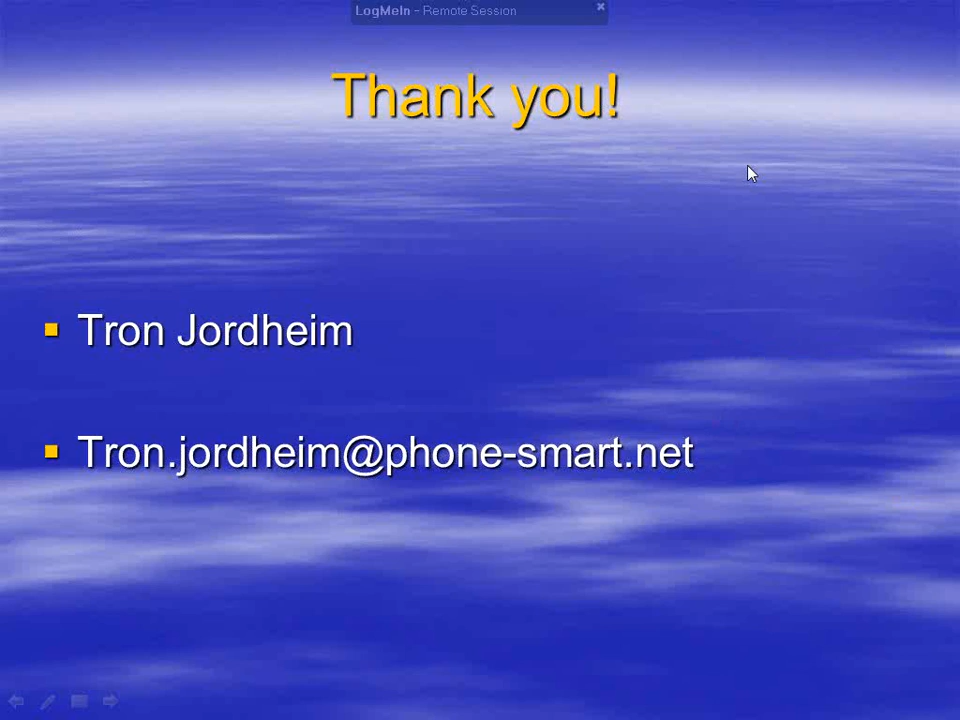 LogMeIn - Remote Session
Thank you!
Tron Jordheim
Tron.jordheim@phone-smart.net